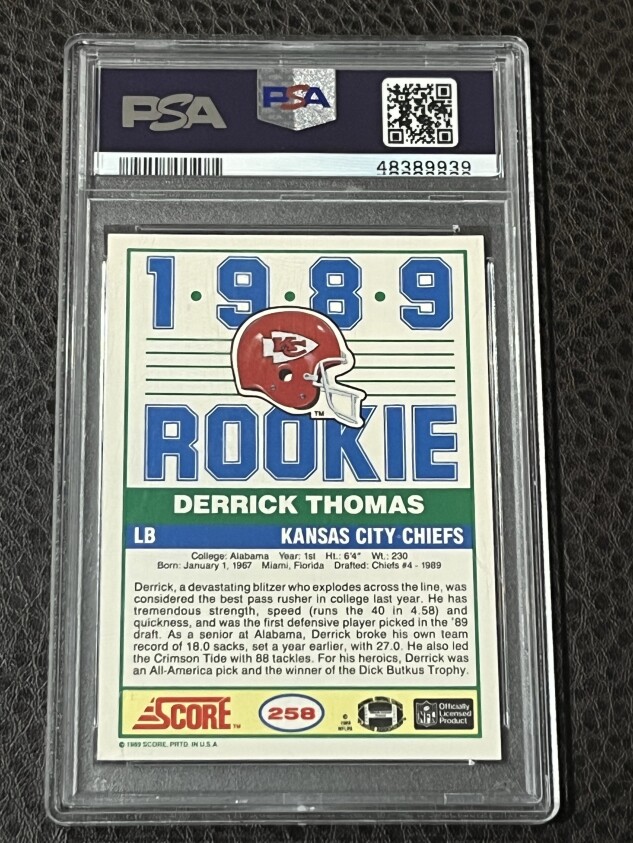 PSA PSA
48389939
1·9·8·9
KC
TM
ROOKIE
DERRICK THOMAS
LB KANSAS CITY CHIEFS
College: Alabama Year: 1st Ht.: 6'4" Wt.: 230
Born: January 1, 1967 Miami, Florida Drafted: Chiefs #4 - 1989
Derrick, a devastating blitzer who explodes across the line, was
considered the best pass rusher in college last year. He has
tremendous strength, speed (runs the 40 in 4.58) and
quickness, and was the first defensive player picked in the '89
draft. As a senior at Alabama, Derrick broke his own team
record of 18.0 sacks, set a year earlier, with 27.0. He also led
the Crimson Tide with 88 tackles. For his heroics, Derrick was
an All-America pick and the winner of the Dick Butkus Trophy.
SCORE TM 258 © 1989 NFLPA NFL Officially
Licensed
Product
© 1989 SCORE, PRTD. IN U.S.A